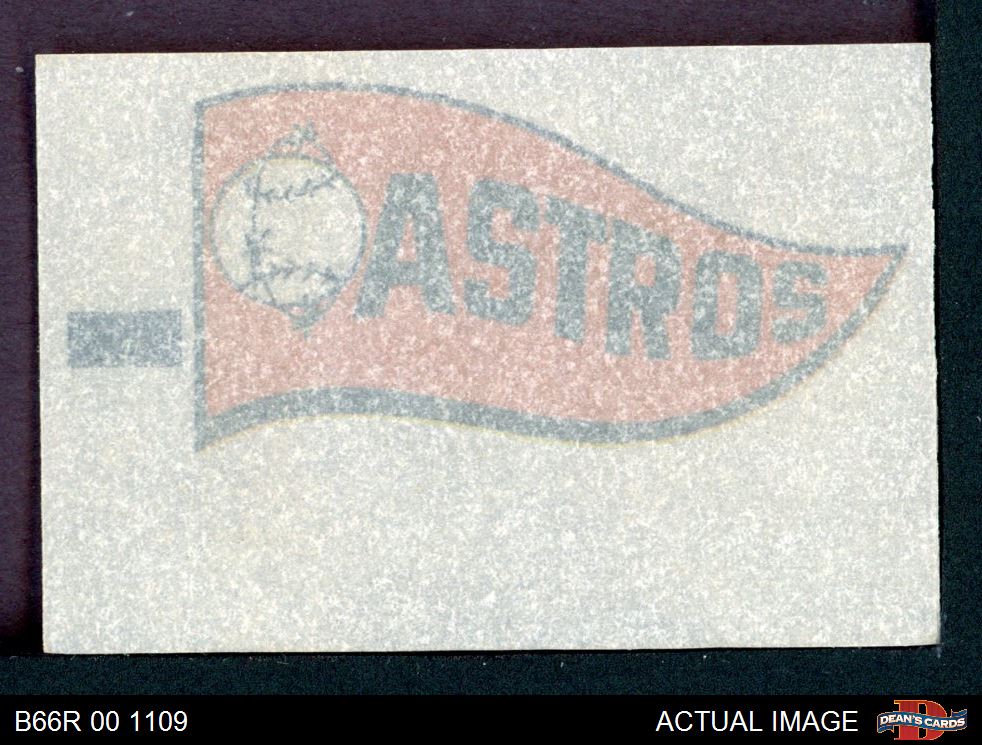 ASTROS
B66R 00 1109
ACTUAL IMAGE
D
DEAN'S CARDS